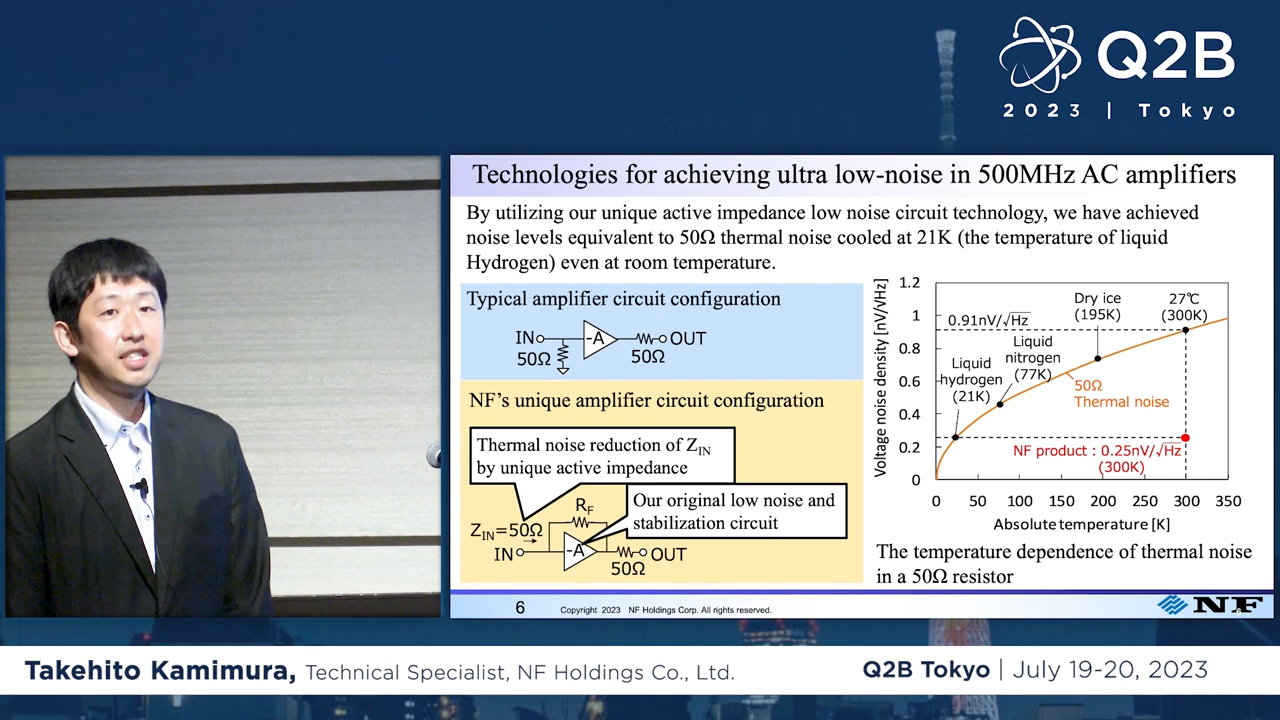 Q2B
2023 | Tokyo
Technologies for achieving ultra low-noise in 500MHz AC amplifiers
By utilizing our unique active impedance low noise circuit technology, we have achieved
noise levels equivalent to 50Ω thermal noise cooled at 21K (the temperature of liquid
Hydrogen) even at room temperature.
Typical amplifier circuit configuration
IN
-A
OUT
50Ω
50Ω
NF's unique amplifier circuit configuration
Thermal noise reduction of Z_IN
by unique active impedance
Our original low noise and
stabilization circuit
R_F
Z_IN=50Ω
IN
-A
OUT
50Ω
Voltage noise density [nV/√Hz]
1.2
1
0.8
0.6
0.4
0.2
0
0.91nV/√Hz
Dry ice
(195K)
27℃
(300K)
Liquid
nitrogen
(77K)
Liquid
hydrogen
(21K)
50Ω
Thermal noise
NF product : 0.25nV/√Hz
(300K)
0 50 100 150 200 250 300 350
Absolute temperature [K]
The temperature dependence of thermal noise
in a 50Ω resistor
6
Copyright 2023 NF Holdings Corp. All rights reserved.
NF
Takehito Kamimura, Technical Specialist, NF Holdings Co., Ltd.
Q2B Tokyo | July 19-20, 2023